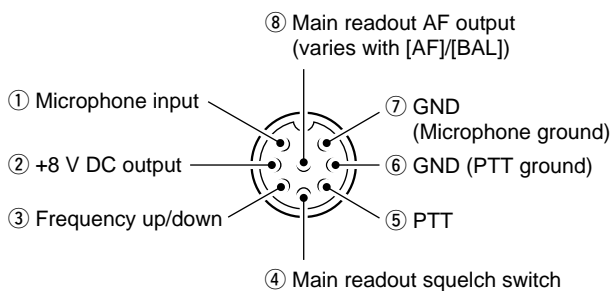 ⑧ Main readout AF output
(varies with [AF]/[BAL])
① Microphone input
⑦ GND
(Microphone ground)
② +8 V DC output
⑥ GND (PTT ground)
③ Frequency up/down
⑤ PTT
④ Main readout squelch switch